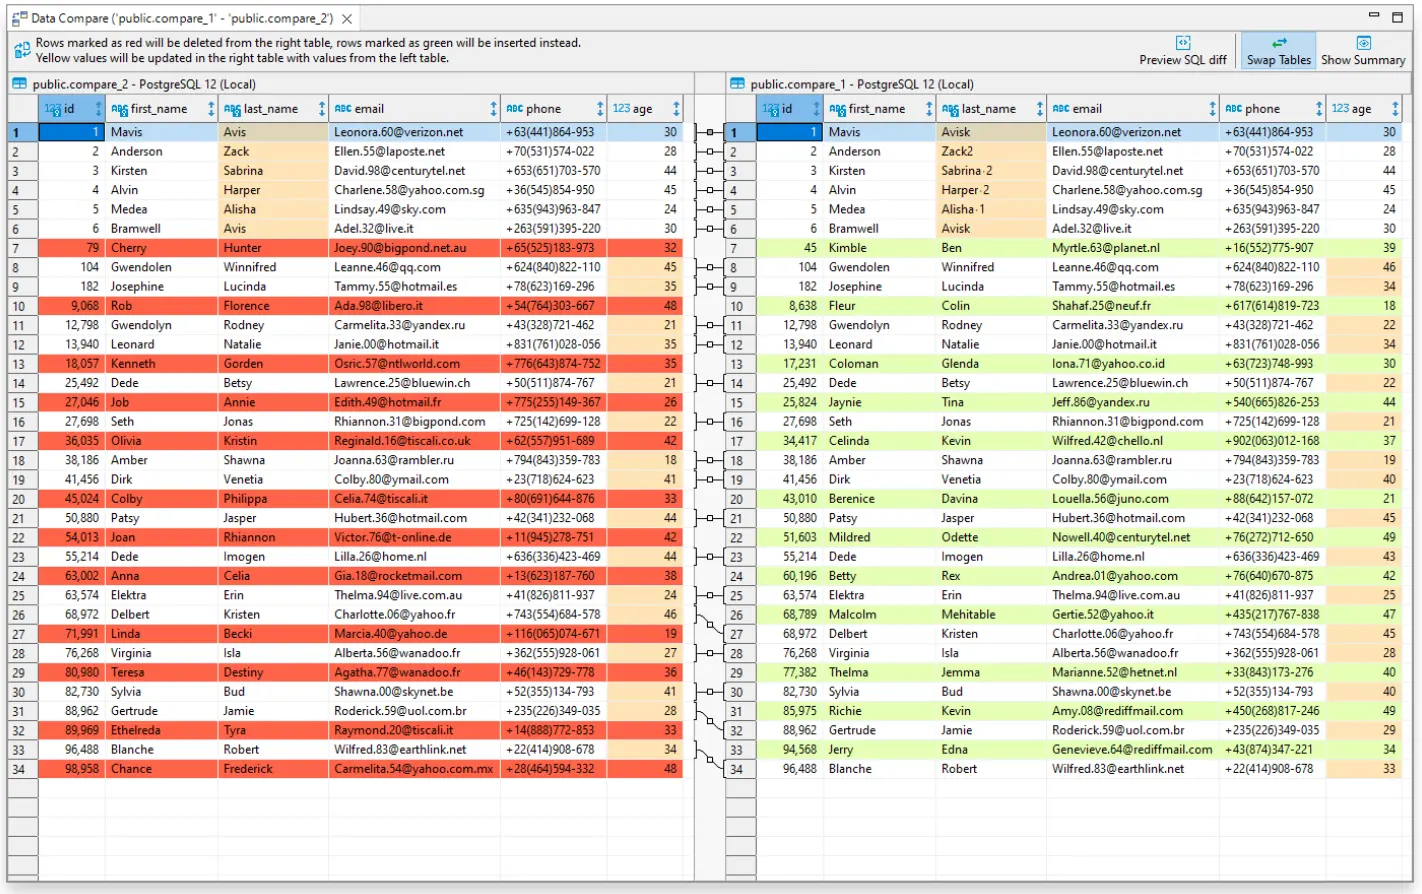 Data Compare ('public.compare_1' - 'public.compare_2')
Rows marked as red will be deleted from the right table, rows marked as green will be inserted instead.
Yellow values will be updated in the right table with values from the left table.
Preview SQL diff Swap Tables Show Summary
public.compare_2 - PostgreSQL 12 (Local) public.compare_1 - PostgreSQL 12 (Local)
123 id ABC first_name ABC last_name ABC email ABC phone 123 age 123 id ABC first_name ABC last_name ABC email ABC phone 123 age
1 1 Mavis Avis Leonora.60@verizon.net +63(441)864-953 30 1 1 Mavis Avisk Leonora.60@verizon.net +63(441)864-953 30
2 2 Anderson Zack Ellen.55@laposte.net +70(531)574-022 28 2 2 Anderson Zack2 Ellen.55@laposte.net +70(531)574-022 28
3 3 Kirsten Sabrina David.98@centurytel.net +653(651)703-570 44 3 3 Kirsten Sabrina·2 David.98@centurytel.net +653(651)703-570 44
4 4 Alvin Harper Charlene.58@yahoo.com.sg +36(545)854-950 45 4 4 Alvin Harper·2 Charlene.58@yahoo.com.sg +36(545)854-950 45
5 5 Medea Alisha Lindsay.49@sky.com +635(943)963-847 24 5 5 Medea Alisha·1 Lindsay.49@sky.com +635(943)963-847 24
6 6 Bramwell Avis Adel.32@live.it +263(591)395-220 30 6 6 Bramwell Avisk Adel.32@live.it +263(591)395-220 30
7 79 Cherry Hunter Joey.90@bigpond.net.au +65(525)183-973 32 7 45 Kimble Ben Myrtle.63@planet.nl +16(552)775-907 39
8 104 Gwendolen Winnifred Leanne.46@qq.com +624(840)822-110 45 8 104 Gwendolen Winnifred Leanne.46@qq.com +624(840)822-110 46
9 182 Josephine Lucinda Tammy.55@hotmail.es +78(623)169-296 35 9 182 Josephine Lucinda Tammy.55@hotmail.es +78(623)169-296 34
10 9,068 Rob Florence Ada.98@libero.it +54(764)303-667 48 10 8,638 Fleur Colin Shahaf.25@neuf.fr +617(614)819-723 18
11 12,798 Gwendolyn Rodney Carmelita.33@yandex.ru +43(328)721-462 21 11 12,798 Gwendolyn Rodney Carmelita.33@yandex.ru +43(328)721-462 22
12 13,940 Leonard Natalie Janie.00@hotmail.it +831(761)028-056 35 12 13,940 Leonard Natalie Janie.00@hotmail.it +831(761)028-056 34
13 18,057 Kenneth Gorden Osric.57@ntlworld.com +776(643)874-752 35 13 17,231 Coloman Glenda Iona.71@yahoo.co.id +63(723)748-993 30
14 25,492 Dede Betsy Lawrence.25@bluewin.ch +50(511)874-767 21 14 25,492 Dede Betsy Lawrence.25@bluewin.ch +50(511)874-767 22
15 27,046 Job Annie Edith.49@hotmail.fr +775(255)149-367 26 15 25,824 Jaynie Tina Jeff.86@yandex.ru +540(665)826-253 44
16 27,698 Seth Jonas Rhiannon.31@bigpond.com +725(142)699-128 22 16 27,698 Seth Jonas Rhiannon.31@bigpond.com +725(142)699-128 21
17 36,035 Olivia Kristin Reginald.16@tiscali.co.uk +62(557)951-689 42 17 34,417 Celinda Kevin Wilfred.42@chello.nl +902(063)012-168 37
18 38,186 Amber Shawna Joanna.63@rambler.ru +794(843)359-783 18 18 38,186 Amber Shawna Joanna.63@rambler.ru +794(843)359-783 19
19 41,456 Dirk Venetia Colby.80@ymail.com +23(718)624-623 41 19 41,456 Dirk Venetia Colby.80@ymail.com +23(718)624-623 40
20 45,024 Colby Philippa Celia.74@tiscali.it +80(691)644-876 33 20 43,010 Berenice Davina Louella.56@juno.com +88(642)157-072 21
21 50,880 Patsy Jasper Hubert.36@hotmail.com +42(341)232-068 44 21 50,880 Patsy Jasper Hubert.36@hotmail.com +42(341)232-068 45
22 54,013 Joan Rhiannon Victor.76@t-online.de +11(945)278-751 42 22 51,603 Mildred Odette Nowell.40@centurytel.net +76(272)712-650 49
23 55,214 Dede Imogen Lilla.26@home.nl +636(336)423-469 44 23 55,214 Dede Imogen Lilla.26@home.nl +636(336)423-469 43
24 63,002 Anna Celia Gia.18@rocketmail.com +13(623)187-760 38 24 60,196 Betty Rex Andrea.01@yahoo.com +76(640)670-875 42
25 63,574 Elektra Erin Thelma.94@live.com.au +41(826)811-937 24 25 63,574 Elektra Erin Thelma.94@live.com.au +41(826)811-937 25
26 68,972 Delbert Kristen Charlotte.06@yahoo.fr +743(554)684-578 46 26 68,789 Malcolm Mehitable Gertie.52@yahoo.it +435(217)767-838 47
27 71,991 Linda Becki Marcia.40@yahoo.de +116(065)074-671 19 27 68,972 Delbert Kristen Charlotte.06@yahoo.fr +743(554)684-578 45
28 76,268 Virginia Isla Alberta.56@wanadoo.fr +362(555)928-061 27 28 76,268 Virginia Isla Alberta.56@wanadoo.fr +362(555)928-061 28
29 80,980 Teresa Destiny Agatha.77@wanadoo.fr +46(143)729-778 36 29 77,382 Thelma Jemma Marianne.52@hetnet.nl +33(843)173-276 40
30 82,730 Sylvia Bud Shawna.00@skynet.be +52(355)134-793 41 30 82,730 Sylvia Bud Shawna.00@skynet.be +52(355)134-793 40
31 88,962 Gertrude Jamie Roderick.59@uol.com.br +235(226)349-035 28 31 85,975 Richie Kevin Amy.08@rediffmail.com +450(268)817-246 49
32 89,969 Ethelreda Tyra Raymond.20@tiscali.it +14(888)772-853 33 32 88,962 Gertrude Jamie Roderick.59@uol.com.br +235(226)349-035 29
33 96,488 Blanche Robert Wilfred.83@earthlink.net +22(414)908-678 34 33 94,568 Jerry Edna Genevieve.64@rediffmail.com +43(874)347-221 34
34 98,958 Chance Frederick Carmelita.54@yahoo.com.mx +28(464)594-332 48 34 96,488 Blanche Robert Wilfred.83@earthlink.net +22(414)908-678 33